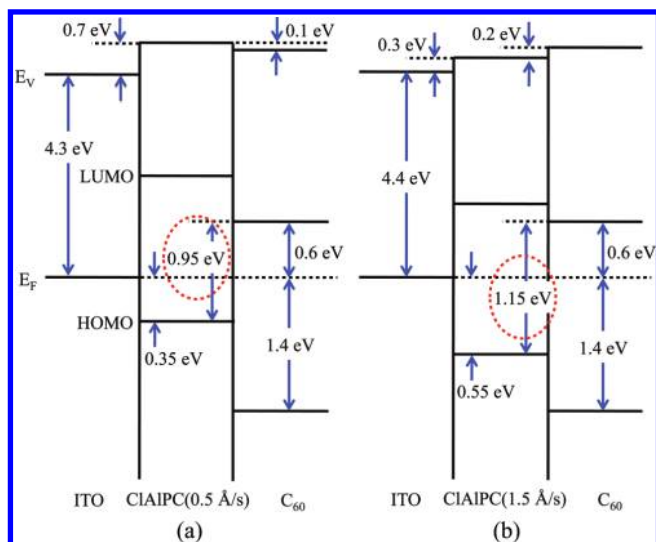 0.7 eV
0.1 eV
E_V
4.3 eV
LUMO
0.95 eV
0.6 eV
E_F
HOMO
1.4 eV
0.35 eV
ITO ClAlPC(0.5 Å/s) C₆₀
(a)
0.2 eV
0.3 eV
4.4 eV
0.6 eV
1.15 eV
1.4 eV
0.55 eV
ITO ClAlPC(1.5 Å/s) C₆₀
(b)